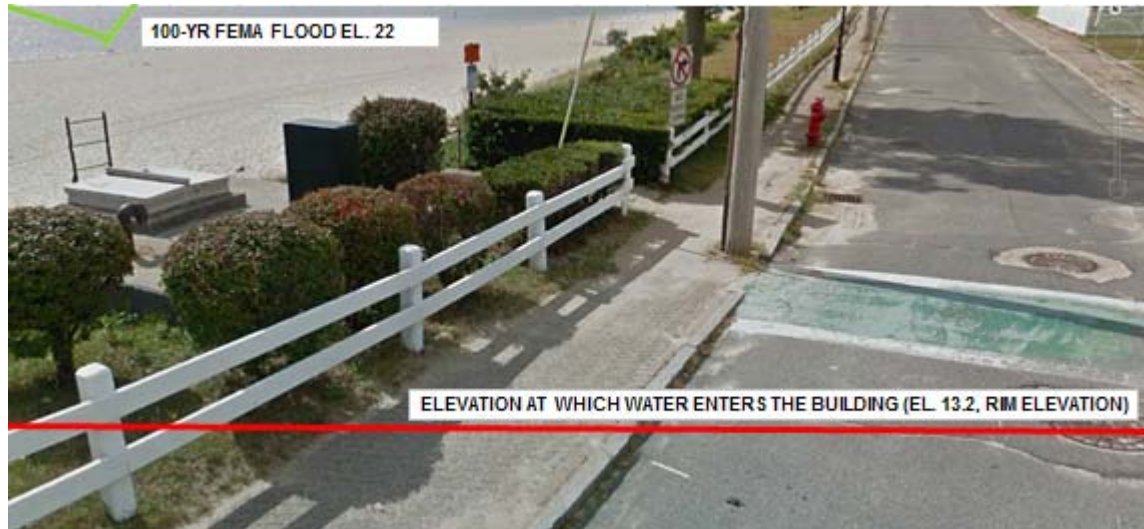 100-YR FEMA FLOOD EL. 22
ELEVATION AT WHICH WATER ENTERS THE BUILDING (EL. 13.2, RIM ELEVATION)